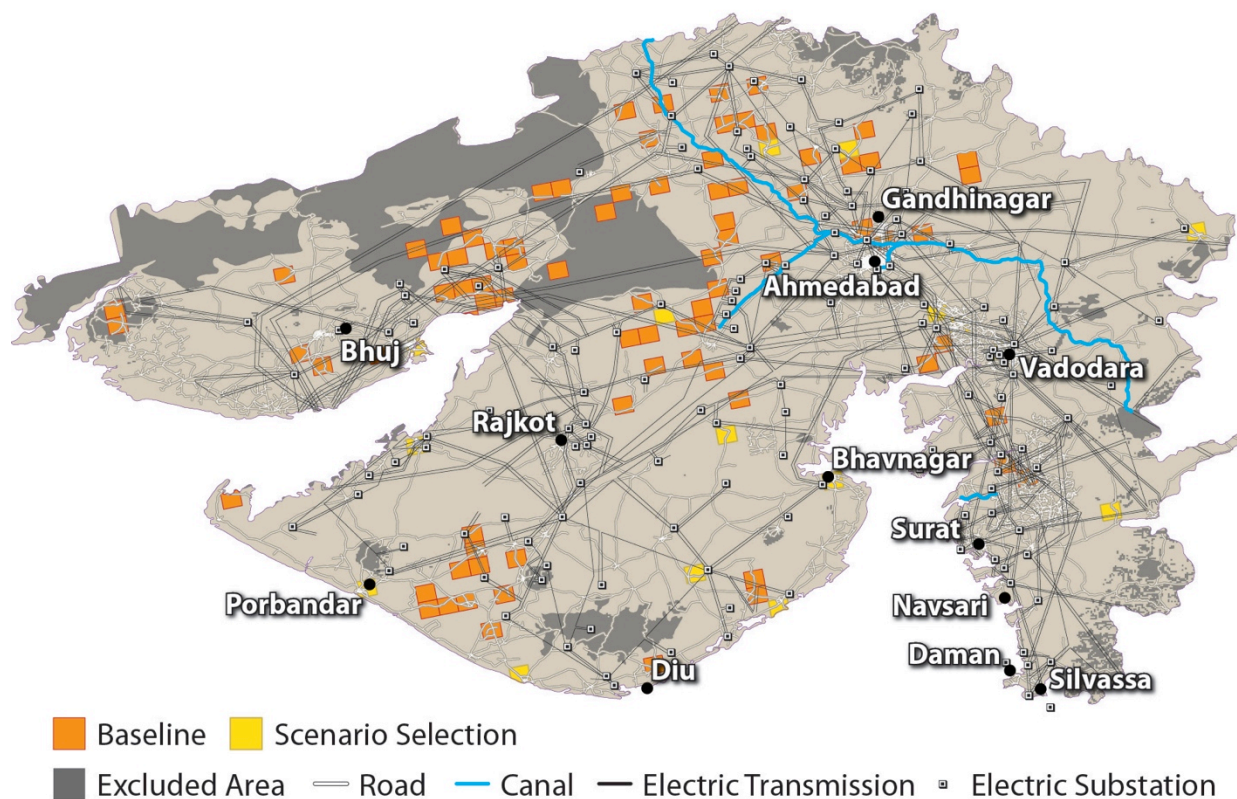 Gandhinagar
Ahmedabad
Bhuj
Vadodara
Rajkot
Bhavnagar
Surat
Porbandar
Navsari
Daman
Diu
Silvassa
Baseline Scenario Selection
Excluded Area Road Canal Electric Transmission Electric Substation